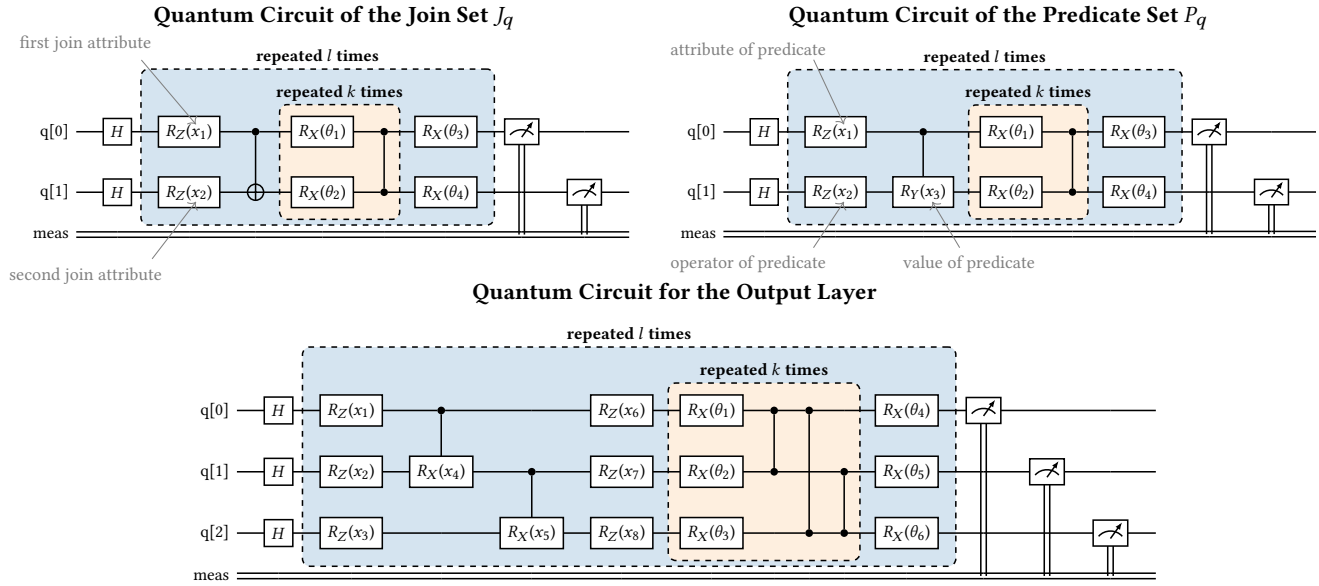 Quantum Circuit of the Join Set J_q
first join attribute
repeated l times
repeated k times
q[0] H R_Z(x_1) R_X(θ_1) R_X(θ_3)
q[1] H R_Z(x_2) R_X(θ_2) R_X(θ_4)
meas
second join attribute
Quantum Circuit of the Predicate Set P_q
attribute of predicate
repeated l times
repeated k times
q[0] H R_Z(x_1) R_X(θ_1) R_X(θ_3)
q[1] H R_Z(x_2) R_Y(x_3) R_X(θ_2) R_X(θ_4)
meas
operator of predicate value of predicate
Quantum Circuit for the Output Layer
repeated l times
repeated k times
q[0] H R_Z(x_1) R_Z(x_6) R_X(θ_1) R_X(θ_4)
q[1] H R_Z(x_2) R_X(x_4) R_Z(x_7) R_X(θ_2) R_X(θ_5)
q[2] H R_Z(x_3) R_X(x_5) R_Z(x_8) R_X(θ_3) R_X(θ_6)
meas